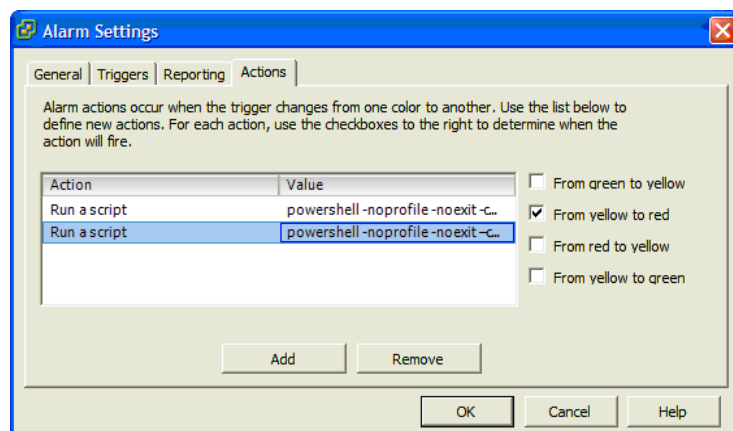 Alarm Settings
General Triggers Reporting Actions
Alarm actions occur when the trigger changes from one color to another. Use the list below to
define new actions. For each action, use the checkboxes to the right to determine when the
action will fire.
Action Value
Run a script powershell -noprofile -noexit -c...
Run a script powershell -noprofile -noexit –c...
From green to yellow
From yellow to red
From red to yellow
From yellow to green
Add Remove
OK Cancel Help